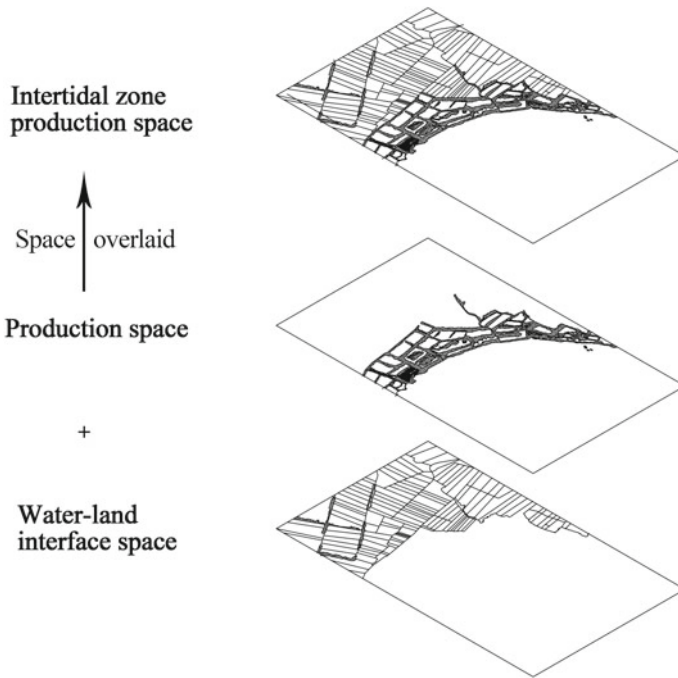 Intertidal zone
production space
Space overlaid
Production space
+
Water-land
interface space